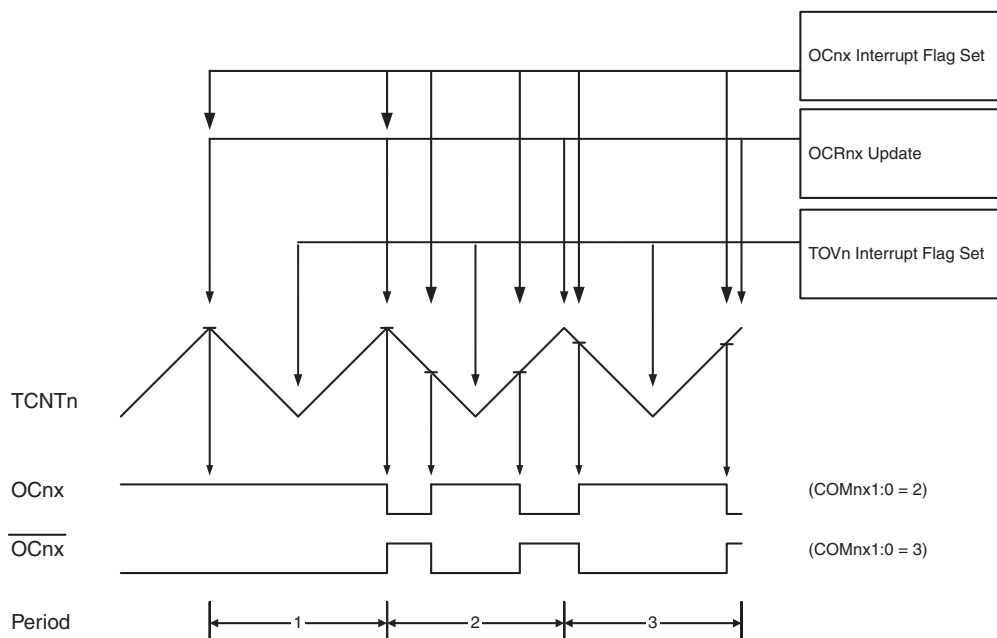 OCnx Interrupt Flag Set
OCRnx Update
TOVn Interrupt Flag Set
TCNTn
OCnx
(COMnx1:0 = 2)
OCnx
(COMnx1:0 = 3)
Period
1
2
3